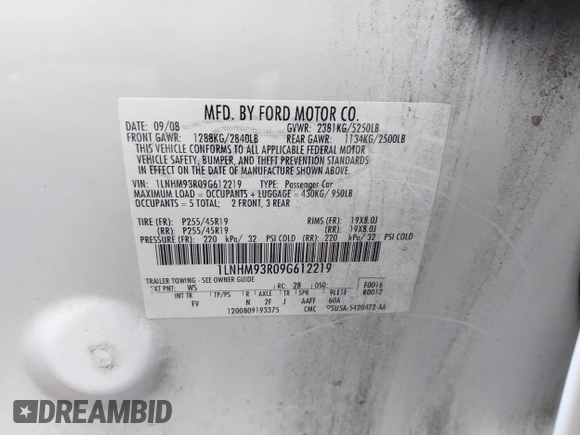 MFD. BY FORD MOTOR CO.
DATE: 09/08 GVWR: 2381KG/5250LB
FRONT GAWR: 1288KG/2840LB REAR GAWR: 1134KG/2500LB
THIS VEHICLE CONFORMS TO ALL APPLICABLE FEDERAL MOTOR
VEHICLE SAFETY, BUMPER, AND THEFT PREVENTION STANDARDS
IN EFFECT ON THE DATE OF MANUFACTURE SHOWN ABOVE.
VIN: 1LNHM93R09G612219 TYPE: Passenger Car
MAXIMUM LOAD = OCCUPANTS + LUGGAGE = 430KG/ 950LB
OCCUPANTS = 5 TOTAL; 2 FRONT, 3 REAR
TIRE (FR): P255/45R19 RIMS (FR) 19X8.0J
(RR): P255/45R19 (RR) 19X8.0J
PRESSURE (FR): 220 kPa/ 32 PSI COLD (RR): 220 kPa/ 32 PSI COLD
1LNHM93R09G612219
TRAILER TOWING - SEE OWNER GUIDE
EXT PNT: WS RC: 28 DSO: F0016
INT TR TP/PS R AXLE TR SPR 9LE1F R0012
FV N 2F J AAFF 60A
1200809193375 CMC 5U5A-5420472-AA
DREAMBID